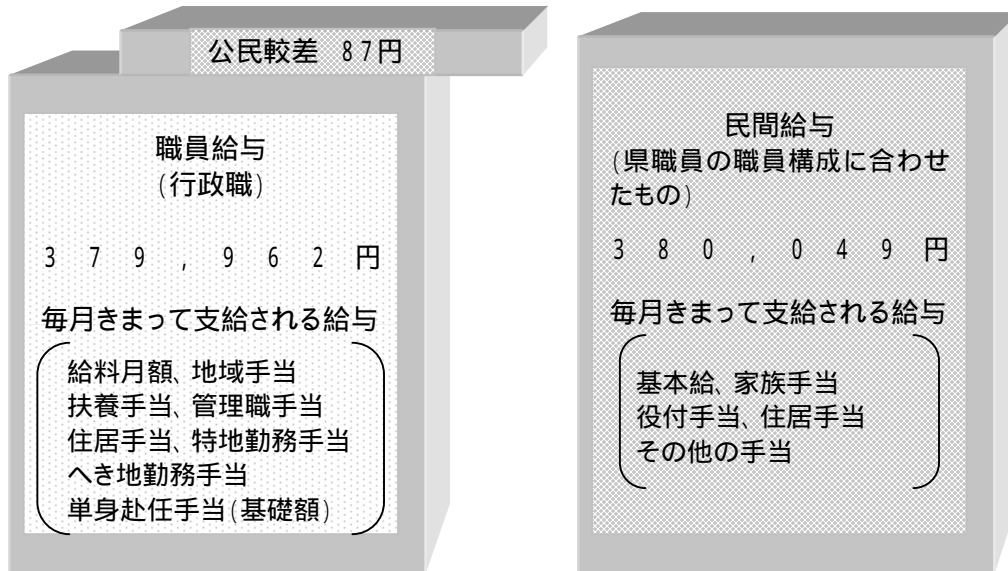 公民較差 87円
職員給与
(行政職)
379,962円
毎月きまって支給される給与
給料月額、地域手当
扶養手当、管理職手当
住居手当、特地勤務手当
へき地勤務手当
単身赴任手当(基礎額)
民間給与
(県職員の職員構成に合わせ
たもの)
380,049円
毎月きまって支給される給与
基本給、家族手当
役付手当、住居手当
その他の手当